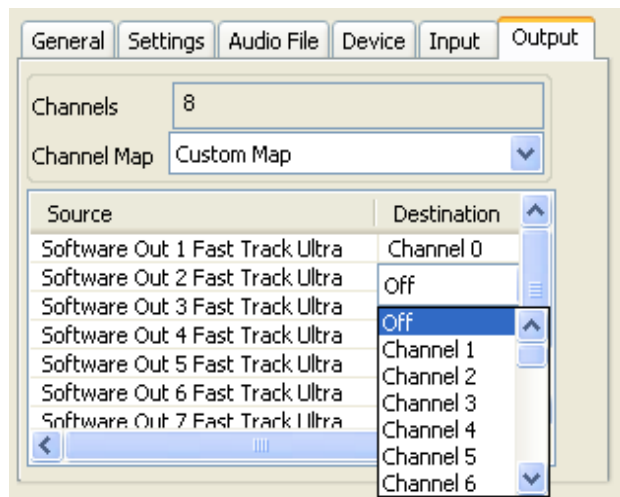 General Settings Audio File Device Input Output
Channels 8
Channel Map Custom Map
Source Destination
Software Out 1 Fast Track Ultra Channel 0
Software Out 2 Fast Track Ultra Off
Software Out 3 Fast Track Ultra Off
Software Out 4 Fast Track Ultra Channel 1
Software Out 5 Fast Track Ultra Channel 2
Software Out 6 Fast Track Ultra Channel 3
Software Out 7 Fast Track Ultra Channel 4
Channel 5
Channel 6